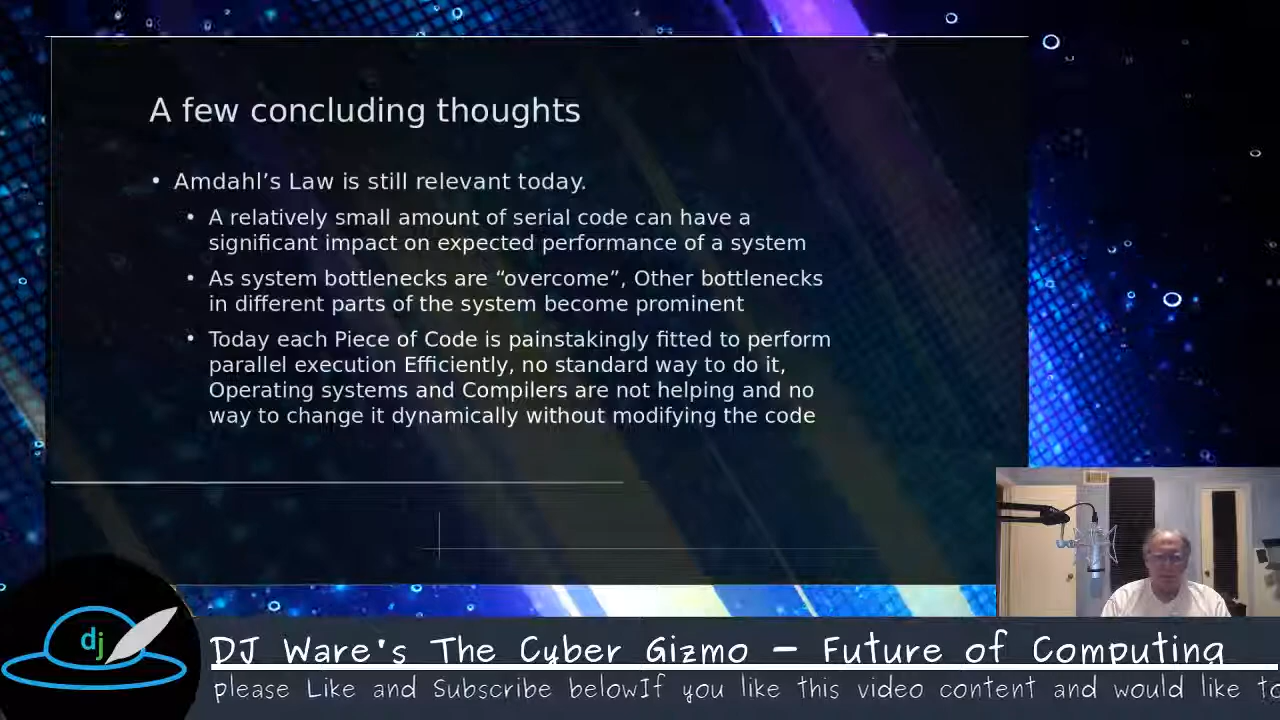 A few concluding thoughts
• Amdahl’s Law is still relevant today.
• A relatively small amount of serial code can have a
significant impact on expected performance of a system
• As system bottlenecks are “overcome”, Other bottlenecks
in different parts of the system become prominent
• Today each Piece of Code is painstakingly fitted to perform
parallel execution Efficiently, no standard way to do it,
Operating systems and Compilers are not helping and no
way to change it dynamically without modifying the code
dj
DJ Ware's The Cyber Gizmo – Future of Computing
please Like and Subscribe belowIf you like this video content and would like to